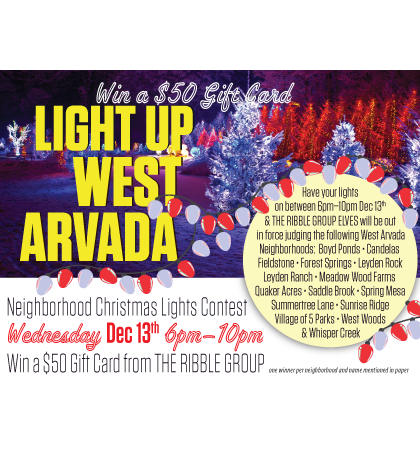 Win a $50 Gift Card
LIGHT UP
WEST
ARVADA
Have your lights
on between 6pm–10pm Dec 13th
& THE RIBBLE GROUP ELVES will be out
in force judging the following West Arvada
Neighborhoods: Boyd Ponds • Candelas
Fieldstone • Forest Springs • Leyden Rock
Leyden Ranch • Meadow Wood Farms
Quaker Acres • Saddle Brook • Spring Mesa
Summertree Lane • Sunrise Ridge
Village of 5 Parks • West Woods
& Whisper Creek
Neighborhood Christmas Lights Contest
Wednesday Dec 13th 6pm–10pm
Win a $50 Gift Card from THE RIBBLE GROUP
one winner per neighborhood and name mentioned in paper